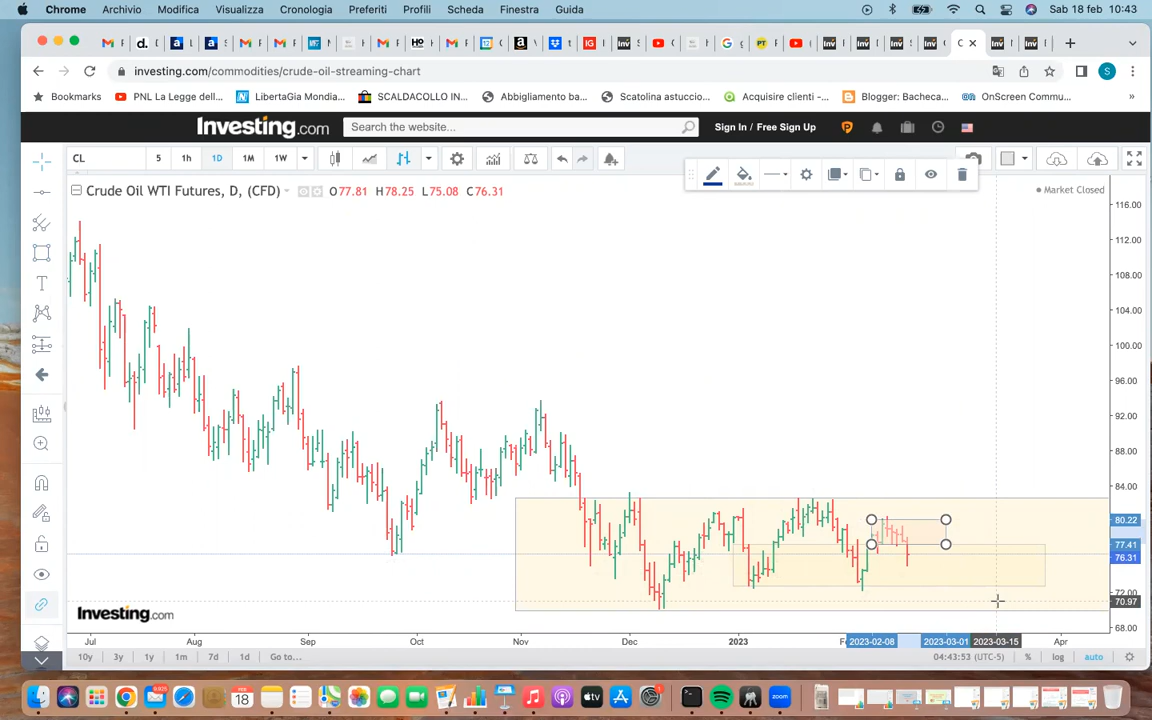 Chrome Archivio Modifica Visualizza Cronologia Preferiti Profili Scheda Finestra Guida Sab 18 feb 10:43
investing.com/commodities/crude-oil-streaming-chart
Bookmarks PNL La Legge dell... LibertaGia Mondia... SCALDACOLLO IN... Abbigliamento ba... Scatolina astuccio... Acquisire clienti -... Blogger: Bacheca... OnScreen Commu... »
Investing.com Search the website... Sign In / Free Sign Up
CL 5 1h 1D 1M 1W
Crude Oil WTI Futures, D, (CFD) O77.81 H78.25 L75.08 C76.31
Market Closed
116.00
112.00
108.00
104.00
100.00
96.00
92.00
88.00
84.00
80.22
77.41
76.31
72.00
70.97
68.00
Investing.com
Jul Aug Sep Oct Nov Dec 2023 2023-02-08 2023-03-01 2023-03-15 Apr
10y 3y 1y 1m 7d 1d Go to... 04:43:53 (UTC-5) % log auto
FEB
18
zoom